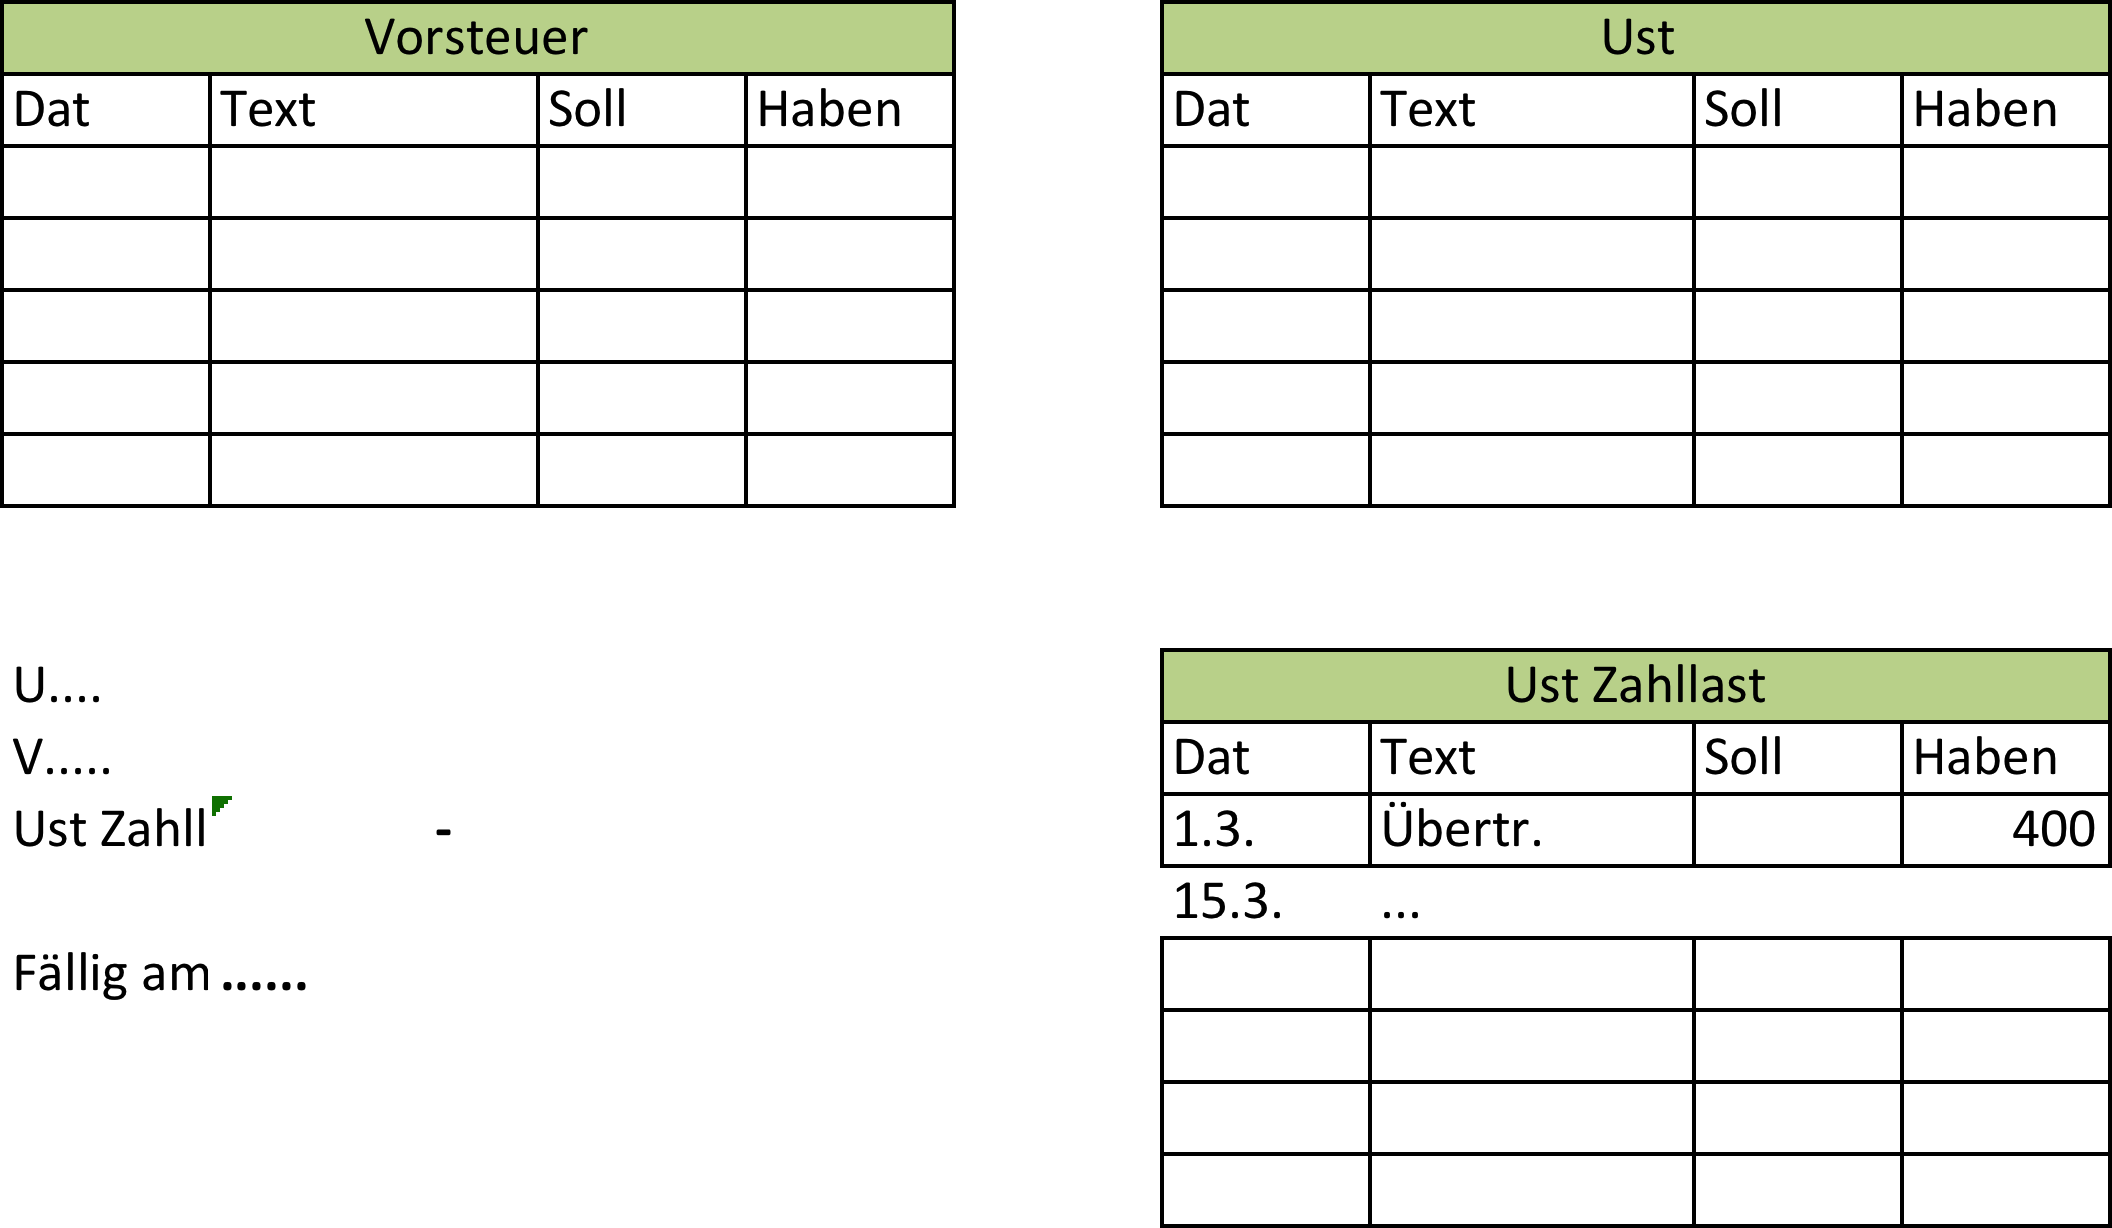 Vorsteuer
Dat Text Soll Haben
Ust
Dat Text Soll Haben
U....
V.....
Ust Zahll -
Fällig am ......
Ust Zahllast
Dat Text Soll Haben
1.3. Übertr. 400
15.3. ...